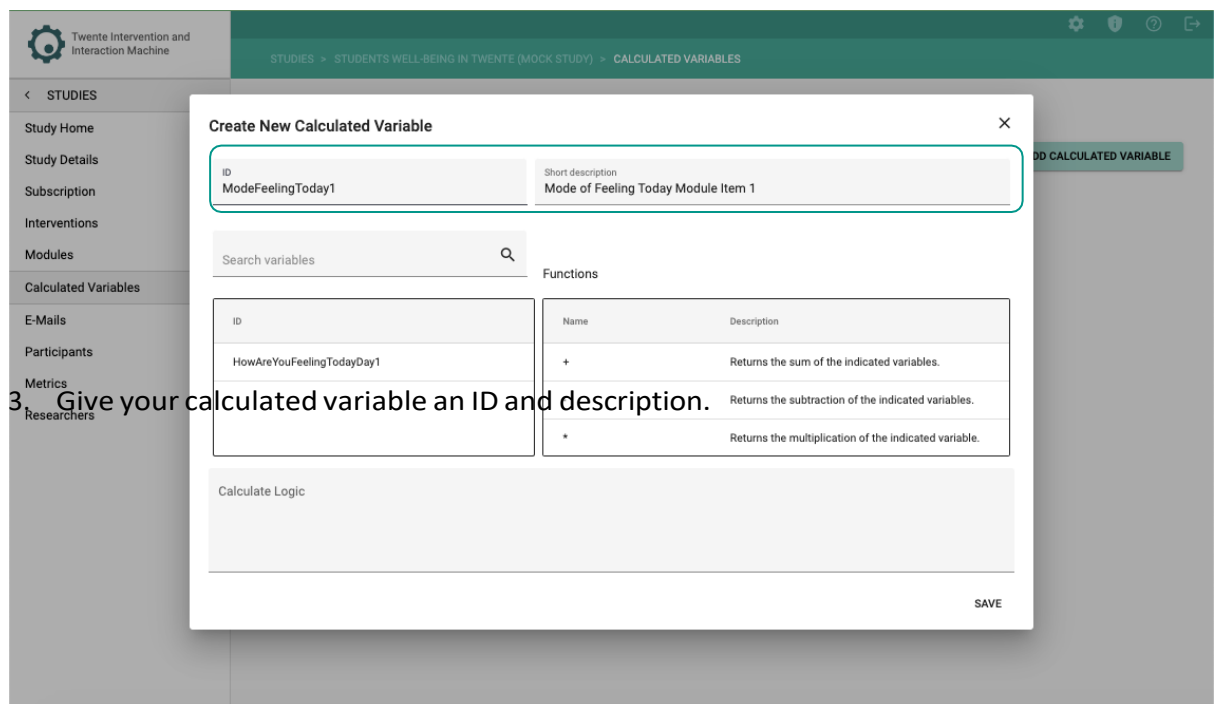 Twente Intervention and
Interaction Machine
STUDIES > STUDENTS WELL-BEING IN TWENTE (MOCK STUDY) > CALCULATED VARIABLES
< STUDIES
Study Home
Study Details
Subscription
Interventions
Modules
Calculated Variables
E-Mails
Participants
Metrics
Researchers
DD CALCULATED VARIABLE
Create New Calculated Variable
ID
ModeFeelingToday1
Short description
Mode of Feeling Today Module Item 1
Search variables
Functions
ID
HowAreYouFeelingTodayDay1
Name Description
+ Returns the sum of the indicated variables.
Returns the subtraction of the indicated variables.
* Returns the multiplication of the indicated variable.
3. Give your calculated variable an ID and description.
Calculate Logic
SAVE